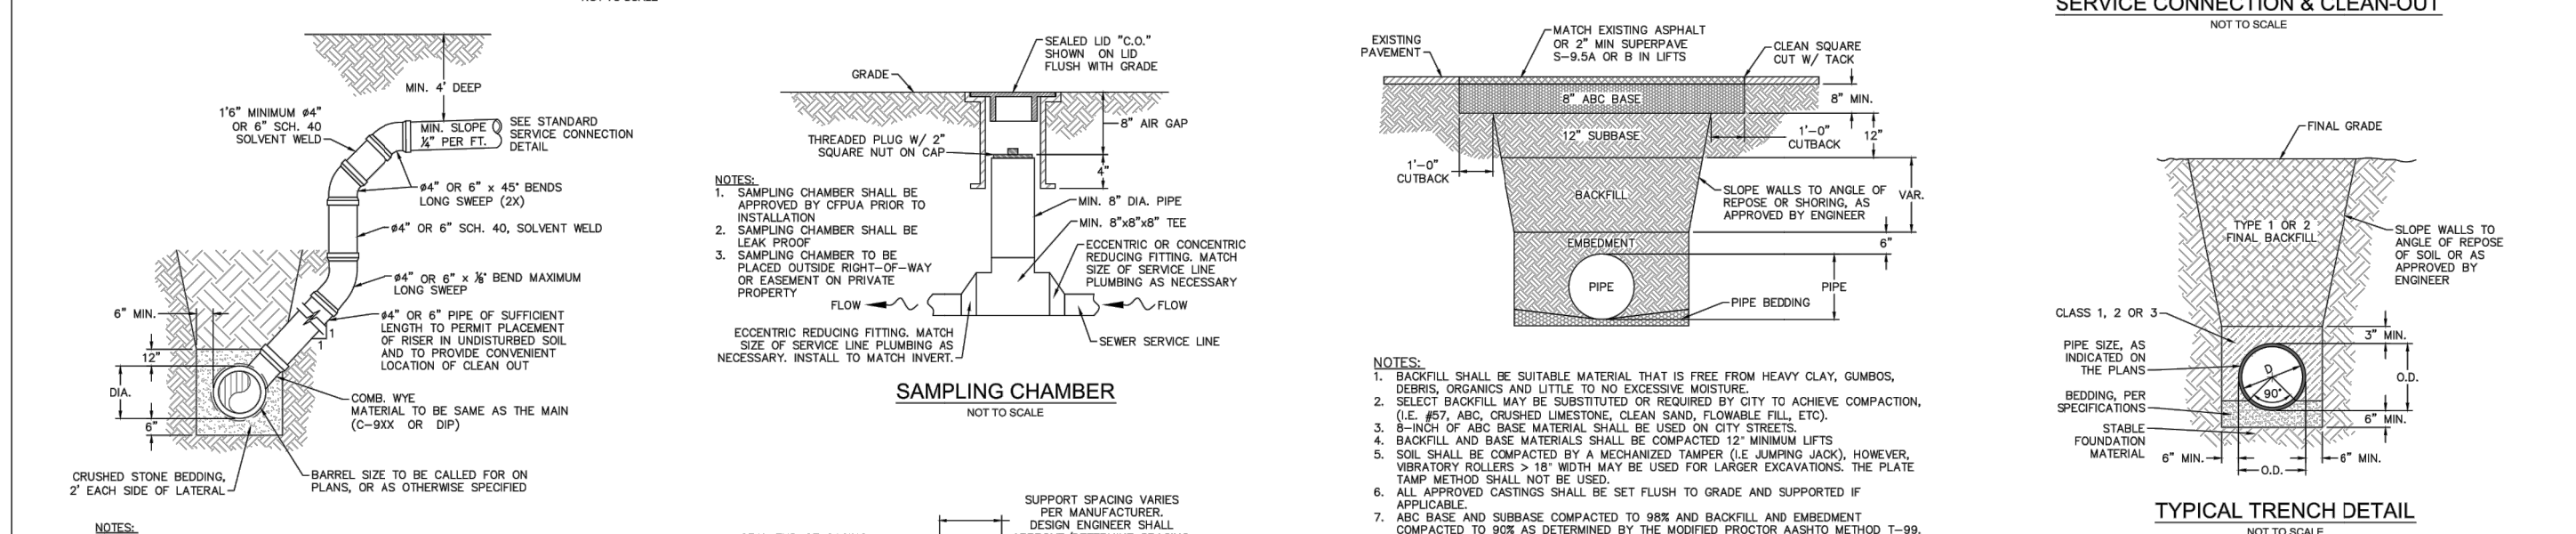 NOT TO SCALE
MIN. 4' DEEP
1'6" MINIMUM ø4"
OR 6" SCH. 40
SOLVENT WELD
MIN. SLOPE
¼" PER FT.
SEE STANDARD
SERVICE CONNECTION
DETAIL
ø4" OR 6" x 45° BENDS
LONG SWEEP (2X)
ø4" OR 6" SCH. 40, SOLVENT WELD
ø4" OR 6" x ⅛° BEND MAXIMUM
LONG SWEEP
6" MIN.
ø4" OR 6" PIPE OF SUFFICIENT
LENGTH TO PERMIT PLACEMENT
OF RISER IN UNDISTURBED SOIL
AND TO PROVIDE CONVENIENT
LOCATION OF CLEAN OUT
1
1
12"
DIA.
6"
COMB. WYE
MATERIAL TO BE SAME AS THE MAIN
(C-9XX OR DIP)
CRUSHED STONE BEDDING,
2' EACH SIDE OF LATERAL
BARREL SIZE TO BE CALLED FOR ON
PLANS, OR AS OTHERWISE SPECIFIED
NOTES:
SEALED LID "C.O."
SHOWN ON LID
FLUSH WITH GRADE
GRADE
8" AIR GAP
THREADED PLUG W/ 2"
SQUARE NUT ON CAP
4"
NOTES:
1. SAMPLING CHAMBER SHALL BE
APPROVED BY CFPUA PRIOR TO
INSTALLATION
2. SAMPLING CHAMBER SHALL BE
LEAK PROOF
3. SAMPLING CHAMBER TO BE
PLACED OUTSIDE RIGHT-OF-WAY
OR EASEMENT ON PRIVATE
PROPERTY
MIN. 8" DIA. PIPE
MIN. 8"x8"x8" TEE
ECCENTRIC OR CONCENTRIC
REDUCING FITTING. MATCH
SIZE OF SERVICE LINE
PLUMBING AS NECESSARY
FLOW
FLOW
ECCENTRIC REDUCING FITTING. MATCH
SIZE OF SERVICE LINE PLUMBING AS
NECESSARY. INSTALL TO MATCH INVERT.
SEWER SERVICE LINE
SAMPLING CHAMBER
NOT TO SCALE
SUPPORT SPACING VARIES
PER MANUFACTURER.
DESIGN ENGINEER SHALL
EXISTING
PAVEMENT
MATCH EXISTING ASPHALT
OR 2" MIN SUPERPAVE
S-9.5A OR B IN LIFTS
CLEAN SQUARE
CUT W/ TACK
8" ABC BASE
8" MIN.
12" SUBBASE
1'-0"
CUTBACK
12"
1'-0"
CUTBACK
BACKFILL
SLOPE WALLS TO ANGLE OF
REPOSE OR SHORING, AS
APPROVED BY ENGINEER
VAR.
EMBEDMENT
6"
PIPE
PIPE
PIPE BEDDING
NOTES:
1. BACKFILL SHALL BE SUITABLE MATERIAL THAT IS FREE FROM HEAVY CLAY, GUMBOS,
DEBRIS, ORGANICS AND LITTLE TO NO EXCESSIVE MOISTURE.
2. SELECT BACKFILL MAY BE SUBSTITUTED OR REQUIRED BY CITY TO ACHIEVE COMPACTION,
(I.E. #57, ABC, CRUSHED LIMESTONE, CLEAN SAND, FLOWABLE FILL, ETC).
3. 8-INCH OF ABC BASE MATERIAL SHALL BE USED ON CITY STREETS.
4. BACKFILL AND BASE MATERIALS SHALL BE COMPACTED 12" MINIMUM LIFTS
5. SOIL SHALL BE COMPACTED BY A MECHANIZED TAMPER (I.E JUMPING JACK), HOWEVER,
VIBRATORY ROLLERS > 18" WIDTH MAY BE USED FOR LARGER EXCAVATIONS. THE PLATE
TAMP METHOD SHALL NOT BE USED.
6. ALL APPROVED CASTINGS SHALL BE SET FLUSH TO GRADE AND SUPPORTED IF
APPLICABLE.
7. ABC BASE AND SUBBASE COMPACTED TO 98% AND BACKFILL AND EMBEDMENT
COMPACTED TO 90% AS DETERMINED BY THE MODIFIED PROCTOR AASHTO METHOD T-99.
SERVICE CONNECTION & CLEAN-OUT
NOT TO SCALE
FINAL GRADE
TYPE 1 OR 2
FINAL BACKFILL
SLOPE WALLS TO
ANGLE OF REPOSE
OF SOIL OR AS
APPROVED BY
ENGINEER
CLASS 1, 2 OR 3
3" MIN.
PIPE SIZE, AS
INDICATED ON
THE PLANS
D
90°
O.D.
BEDDING, PER
SPECIFICATIONS
6" MIN.
STABLE
FOUNDATION
MATERIAL
6" MIN.
O.D.
6" MIN.
TYPICAL TRENCH DETAIL
NOT TO SCALE